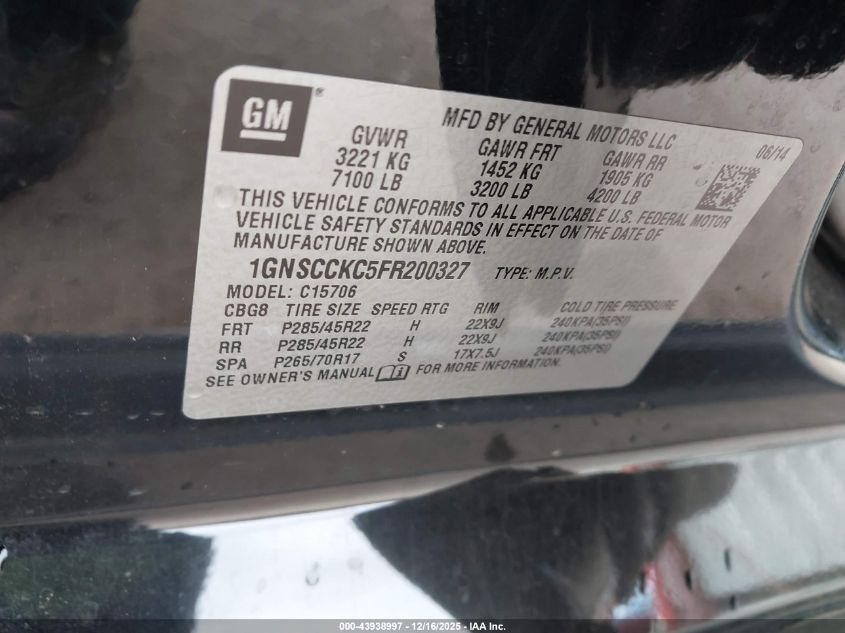 GM®
MFD BY GENERAL MOTORS LLC
06/14
GVWR GAWR FRT GAWR RR
3221 KG 1452 KG 1905 KG
7100 LB 3200 LB 4200 LB
THIS VEHICLE CONFORMS TO ALL APPLICABLE U.S. FEDERAL MOTOR
VEHICLE SAFETY STANDARDS IN EFFECT ON THE DATE OF
MANUFACTURE SHOWN ABOVE.
1GNSCCKC5FR200327 TYPE: M.P.V.
MODEL: C15706
CBG8 TIRE SIZE SPEED RTG RIM COLD TIRE PRESSURE
FRT P285/45R22 H 22X9J 240KPA(35PSI)
RR P285/45R22 H 22X9J 240KPA(35PSI)
SPA P265/70R17 S 17X7.5J 240KPA(35PSI)
SEE OWNER'S MANUAL FOR MORE INFORMATION.
000-43938997 - 12/16/2025 - IAA Inc.